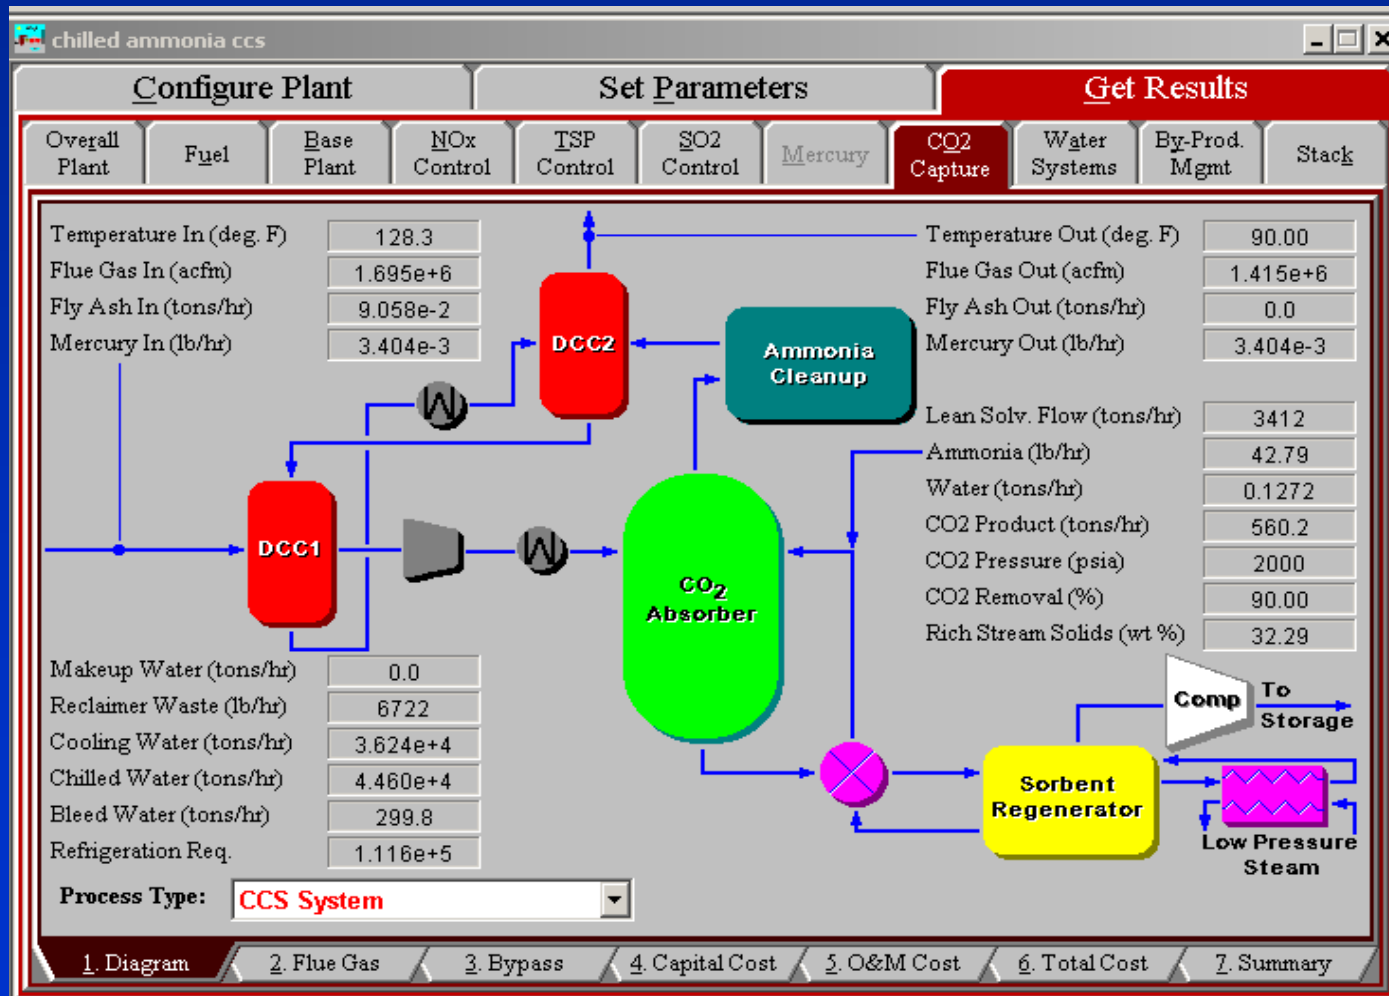 chilled ammonia ccs
Configure Plant
Set Parameters
Get Results
Overall
Plant
Fuel
Base
Plant
NOx
Control
TSP
Control
SO2
Control
Mercury
CO2
Capture
Water
Systems
By-Prod.
Mgmt
Stack
Temperature In (deg. F) 128.3
Flue Gas In (acfm) 1.695e+6
Fly Ash In (tons/hr) 9.058e-2
Mercury In (lb/hr) 3.404e-3
Temperature Out (deg. F) 90.00
Flue Gas Out (acfm) 1.415e+6
Fly Ash Out (tons/hr) 0.0
Mercury Out (lb/hr) 3.404e-3
DCC2
Ammonia
Cleanup
Lean Solv. Flow (tons/hr) 3412
Ammonia (lb/hr) 42.79
Water (tons/hr) 0.1272
CO2 Product (tons/hr) 560.2
CO2 Pressure (psia) 2000
CO2 Removal (%) 90.00
Rich Stream Solids (wt %) 32.29
DCC1
CO2
Absorber
Makeup Water (tons/hr) 0.0
Reclaimer Waste (lb/hr) 6722
Cooling Water (tons/hr) 3.624e+4
Chilled Water (tons/hr) 4.460e+4
Bleed Water (tons/hr) 299.8
Refrigeration Req. 1.116e+5
Comp
To
Storage
Sorbent
Regenerator
Low Pressure
Steam
Process Type: CCS System
1. Diagram
2. Flue Gas
3. Bypass
4. Capital Cost
5. O&M Cost
6. Total Cost
7. Summary